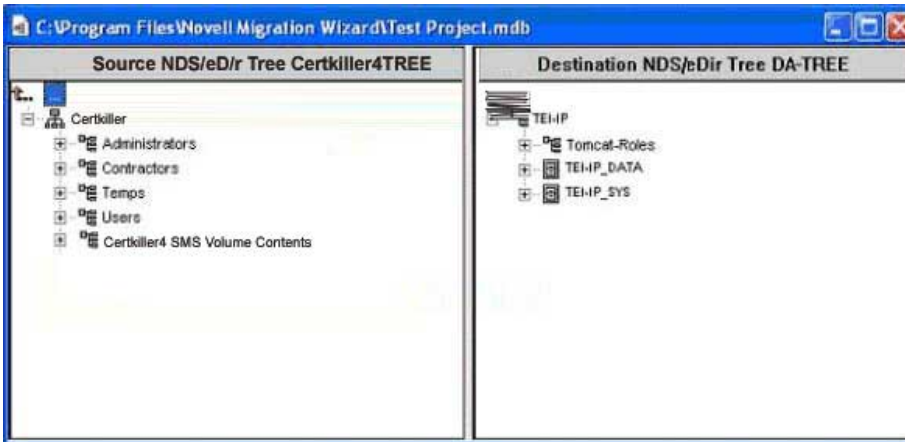 C:\Program Files\Novell Migration Wizard\Test Project.mdb
Source NDS/eD/r Tree Certkiller4TREE
Destination NDS/eDir Tree DA-TREE
t... ...
Certkiller
Administrators
Contractors
Temps
Users
Certkiller4 SMS Volume Contents
TEI-IP
Tomcat-Roles
TEI-IP_DATA
TEI-IP_SYS